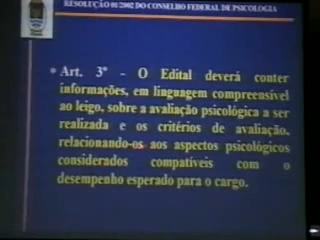 RESOLUÇÃO 01/2002 DO CONSELHO FEDERAL DE PSICOLOGIA
• Art. 3º - O Edital deverá conter
informações, em linguagem compreensível
ao leigo, sobre a avaliação psicológica a ser
realizada e os critérios de avaliação,
relacionando-os aos aspectos psicológicos
considerados compatíveis com o
desempenho esperado para o cargo.